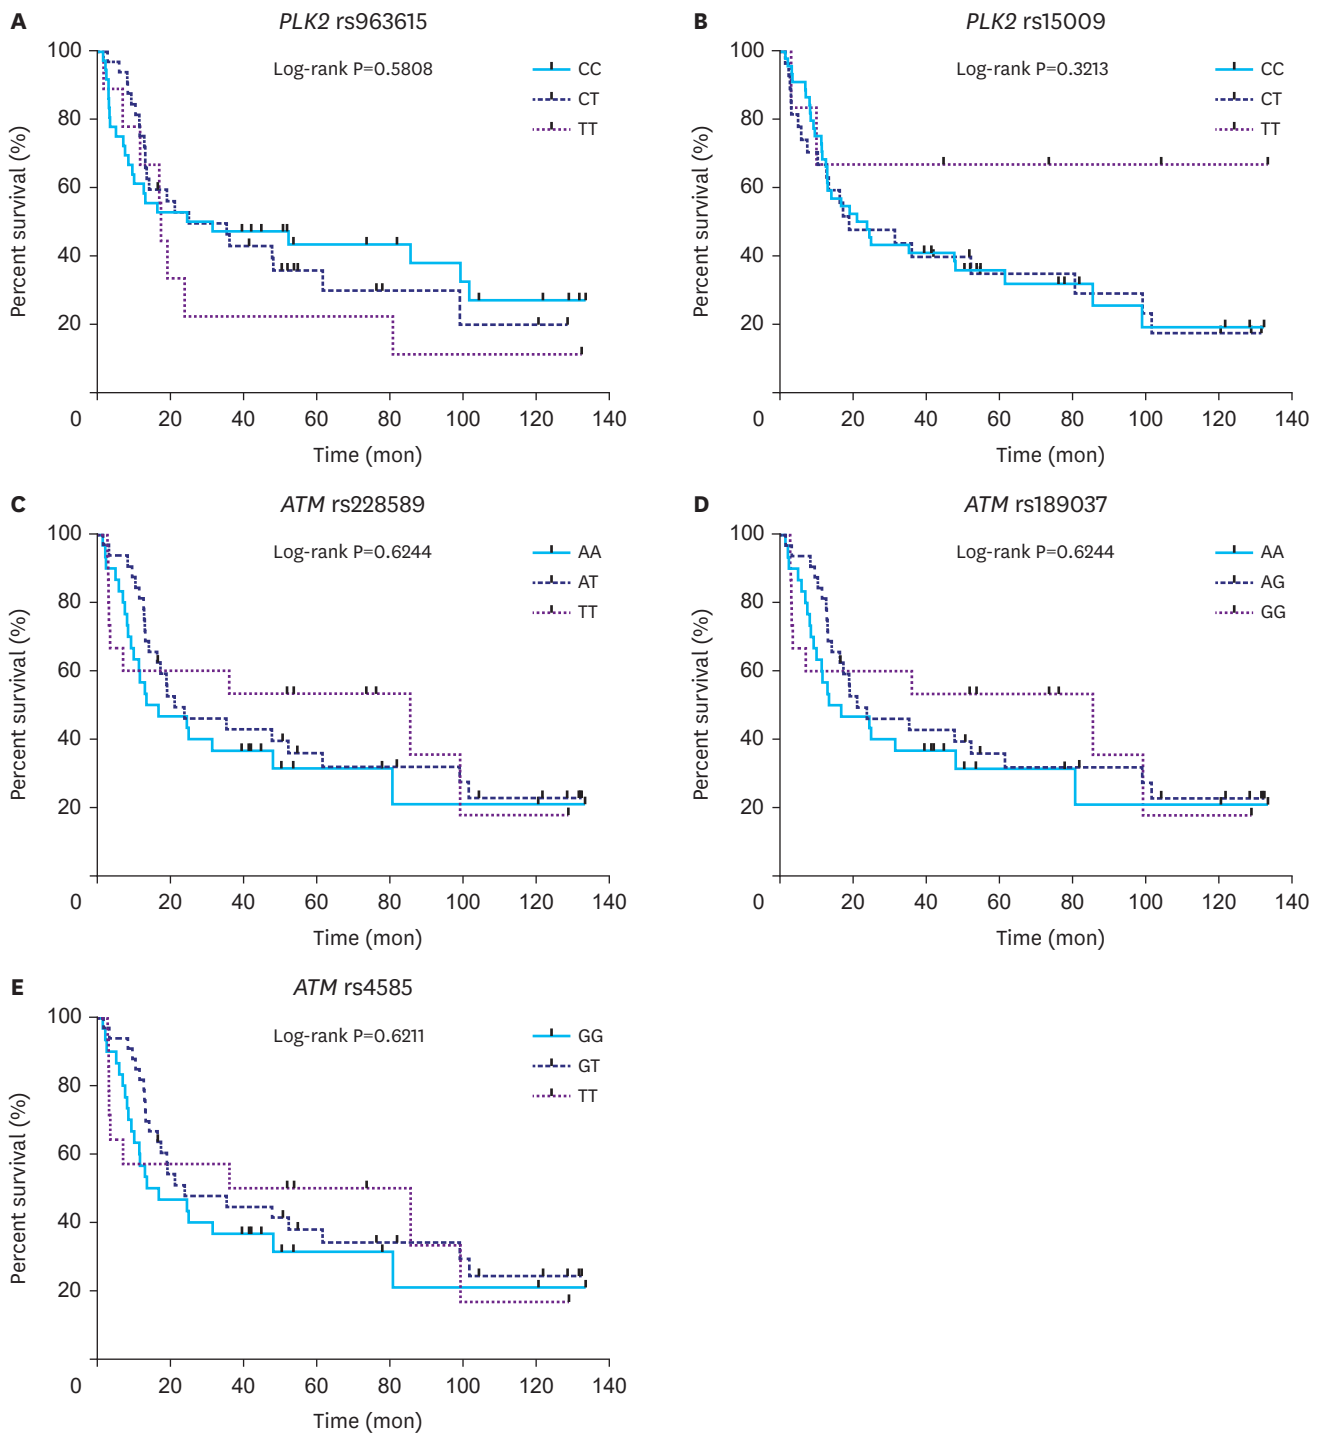 A
PLK2 rs963615
Log-rank P=0.5808
CC
CT
TT
Percent survival (%)
100
80
60
40
20
0 20 40 60 80 100 120 140
Time (mon)
B
PLK2 rs15009
Log-rank P=0.3213
CC
CT
TT
Percent survival (%)
100
80
60
40
20
0 20 40 60 80 100 120 140
Time (mon)
C
ATM rs228589
Log-rank P=0.6244
AA
AT
TT
Percent survival (%)
100
80
60
40
20
0 20 40 60 80 100 120 140
Time (mon)
D
ATM rs189037
Log-rank P=0.6244
AA
AG
GG
Percent survival (%)
100
80
60
40
20
0 20 40 60 80 100 120 140
Time (mon)
E
ATM rs4585
Log-rank P=0.6211
GG
GT
TT
Percent survival (%)
100
80
60
40
20
0 20 40 60 80 100 120 140
Time (mon)